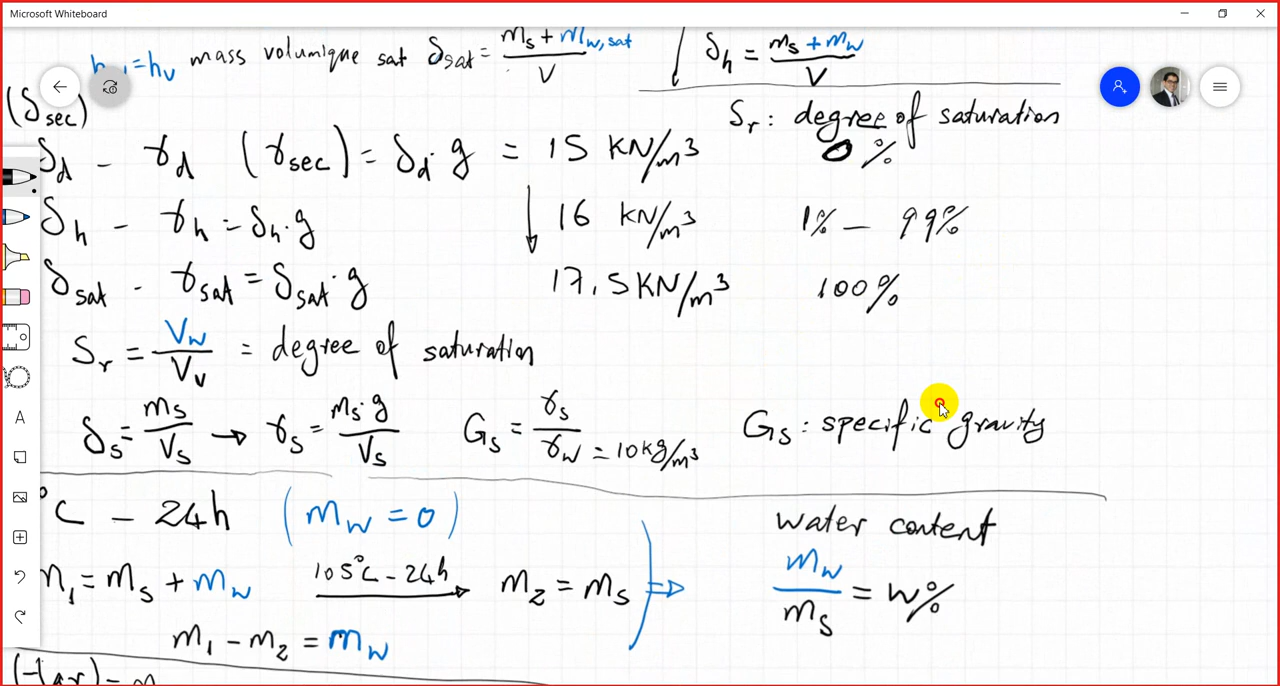 Microsoft Whiteboard
mass volumique sat δsat = (ms + mw,sat) / V
δh = (ms + mw) / V
= hv
(δsec)
Sr : degree of saturation
δd - γd (γsec) = δd · g = 15 KN/m³ 0 %
δh - γh = δh · g 16 KN/m³ 1% - 99%
δsat - γsat = δsat · g 17.5 KN/m³ 100%
Sr = Vw / Vv = degree of saturation
δs = ms / Vs → γs = ms · g / Vs Gs = γs / γw = 10 kg/m³ Gs : specific gravity
°C - 24h (mw = 0)
water content
m1 = ms + mw 105°C - 24h m2 = ms ⇒ mw / ms = w%
m1 - m2 = mw